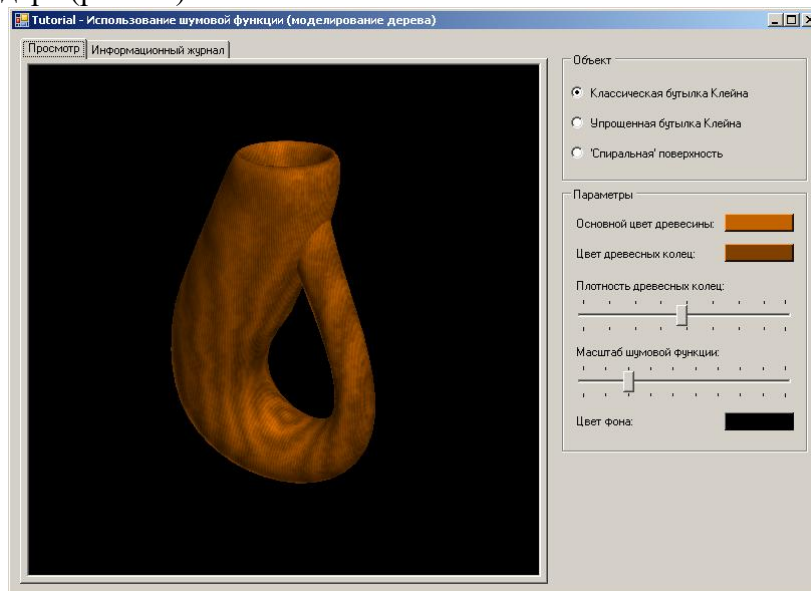 Tutorial - Использование шумовой функции (моделирование дерева)
Просмотр
Информационный журнал
Объект
Классическая бутылка Клейна
Упрощенная бутылка Клейна
'Спиральная' поверхность
Параметры
Основной цвет древесины:
Цвет древесных колец:
Плотность древесных колец:
Масштаб шумовой функции:
Цвет фона: